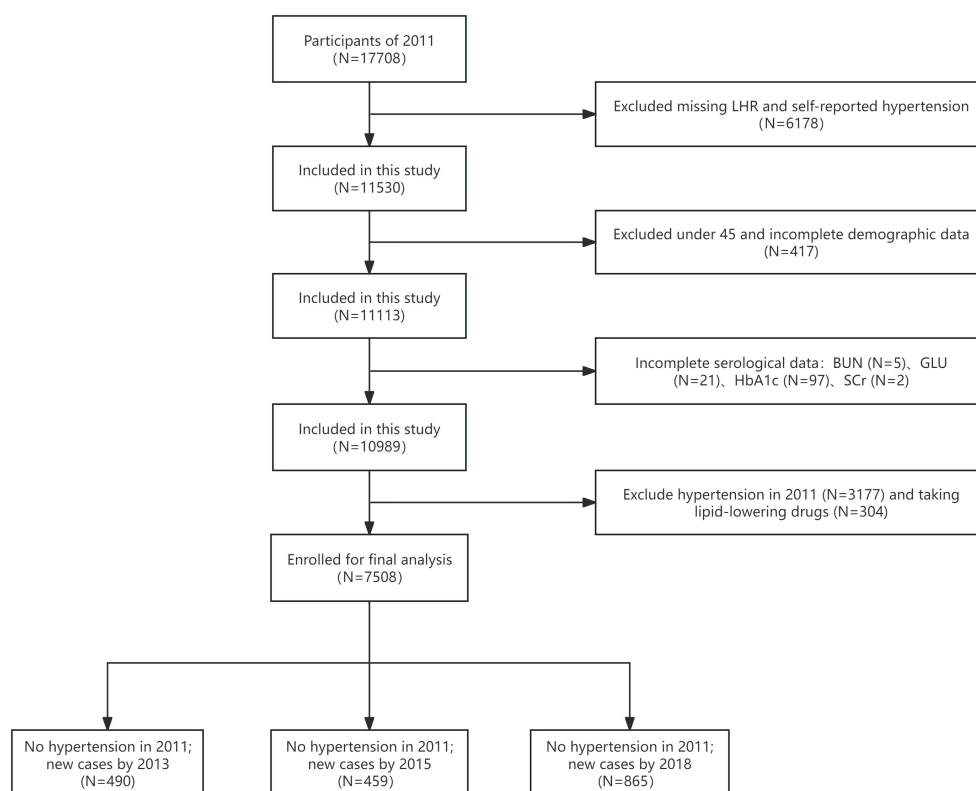 Participants of 2011
(N=17708)
Excluded missing LHR and self-reported hypertension
(N=6178)
Included in this study
(N=11530)
Excluded under 45 and incomplete demographic data
(N=417)
Included in this study
(N=11113)
Incomplete serological data：BUN (N=5)、GLU
(N=21)、HbA1c (N=97)、SCr (N=2)
Included in this study
(N=10989)
Exclude hypertension in 2011 (N=3177) and taking
lipid-lowering drugs (N=304)
Enrolled for final analysis
(N=7508)
No hypertension in 2011;
new cases by 2013
(N=490)
No hypertension in 2011;
new cases by 2015
(N=459)
No hypertension in 2011;
new cases by 2018
(N=865)